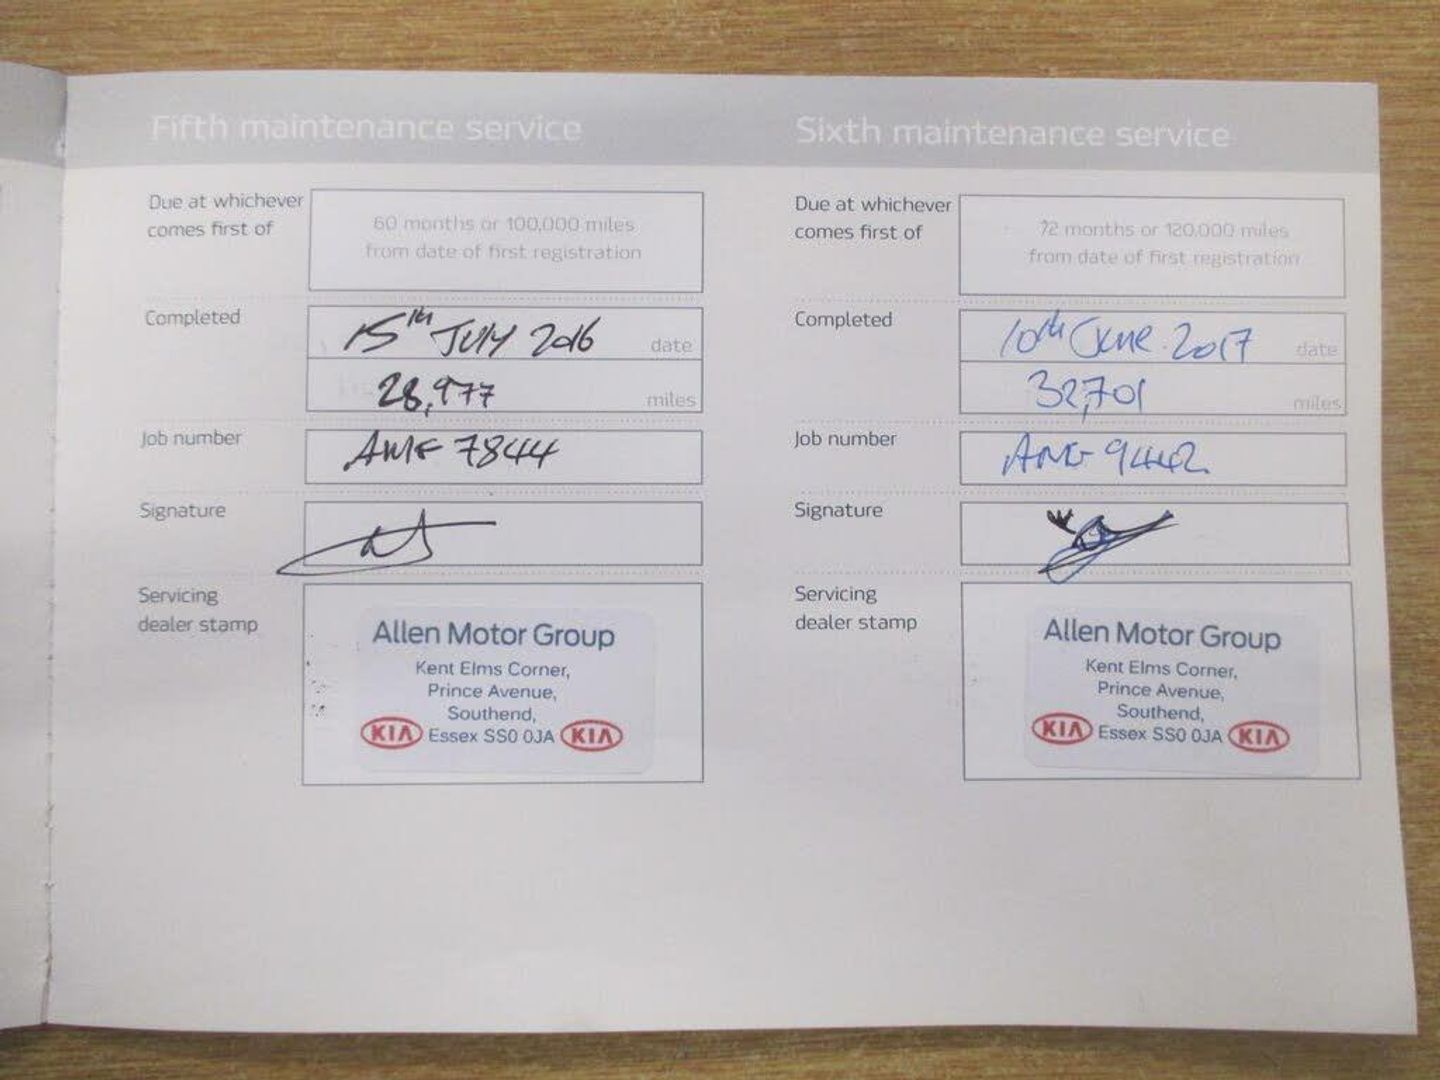 Fifth maintenance service
Due at whichever
comes first of
60 months or 100,000 miles
from date of first registration
Completed
15th JULY 2016
date
28,977
miles
Job number
AMF 7844
Signature
Servicing
dealer stamp
Allen Motor Group
Kent Elms Corner,
Prince Avenue,
Southend,
KIA Essex SS0 0JA KIA
Sixth maintenance service
Due at whichever
comes first of
72 months or 120,000 miles
from date of first registration
Completed
10th June 2017
date
32,701
miles
Job number
9442
Signature
Servicing
dealer stamp
Allen Motor Group
Kent Elms Corner,
Prince Avenue,
Southend,
KIA Essex SS0 0JA KIA